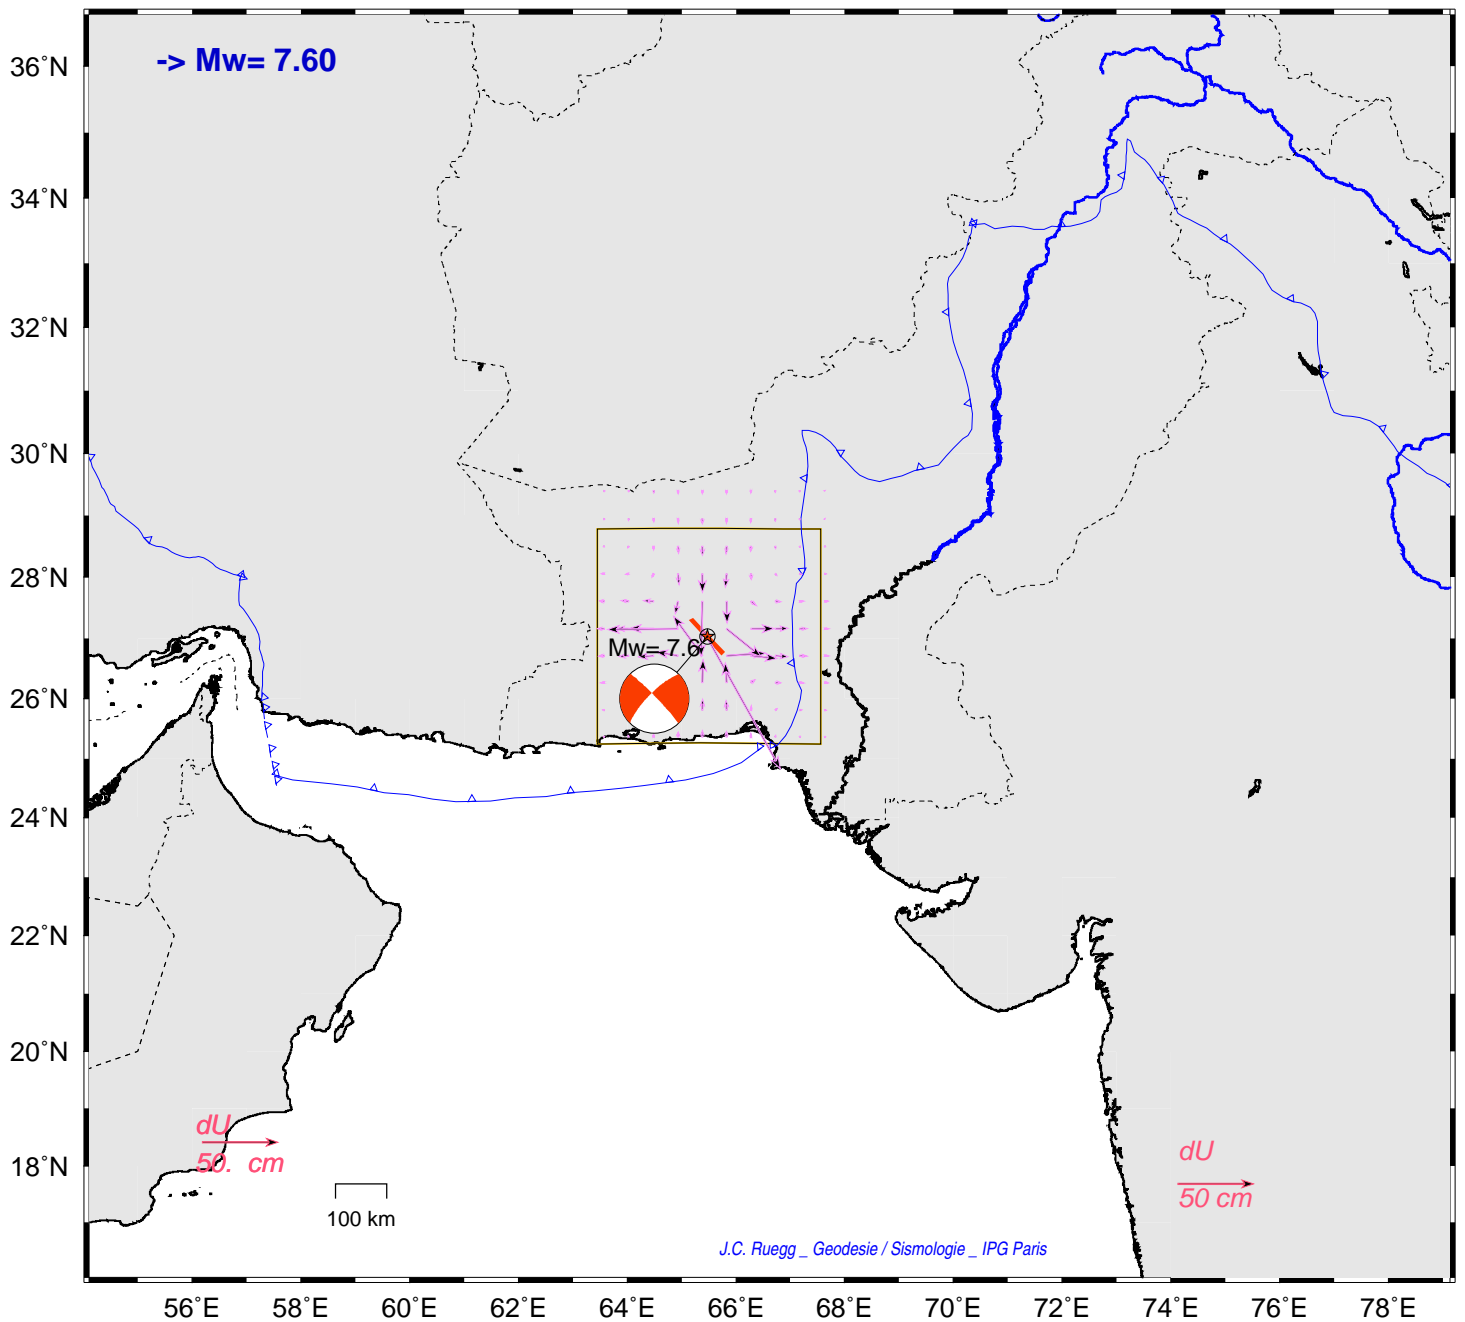 -> Mw= 7.60
36˚N
34˚N
32˚N
30˚N
28˚N
26˚N
24˚N
22˚N
20˚N
18˚N
Mw= 7.6
dU
50. cm
100 km
dU
50 cm
J.C. Ruegg _ Geodesie / Sismologie _ IPG Paris
56˚E 58˚E 60˚E 62˚E 64˚E 66˚E 68˚E 70˚E 72˚E 74˚E 76˚E 78˚E